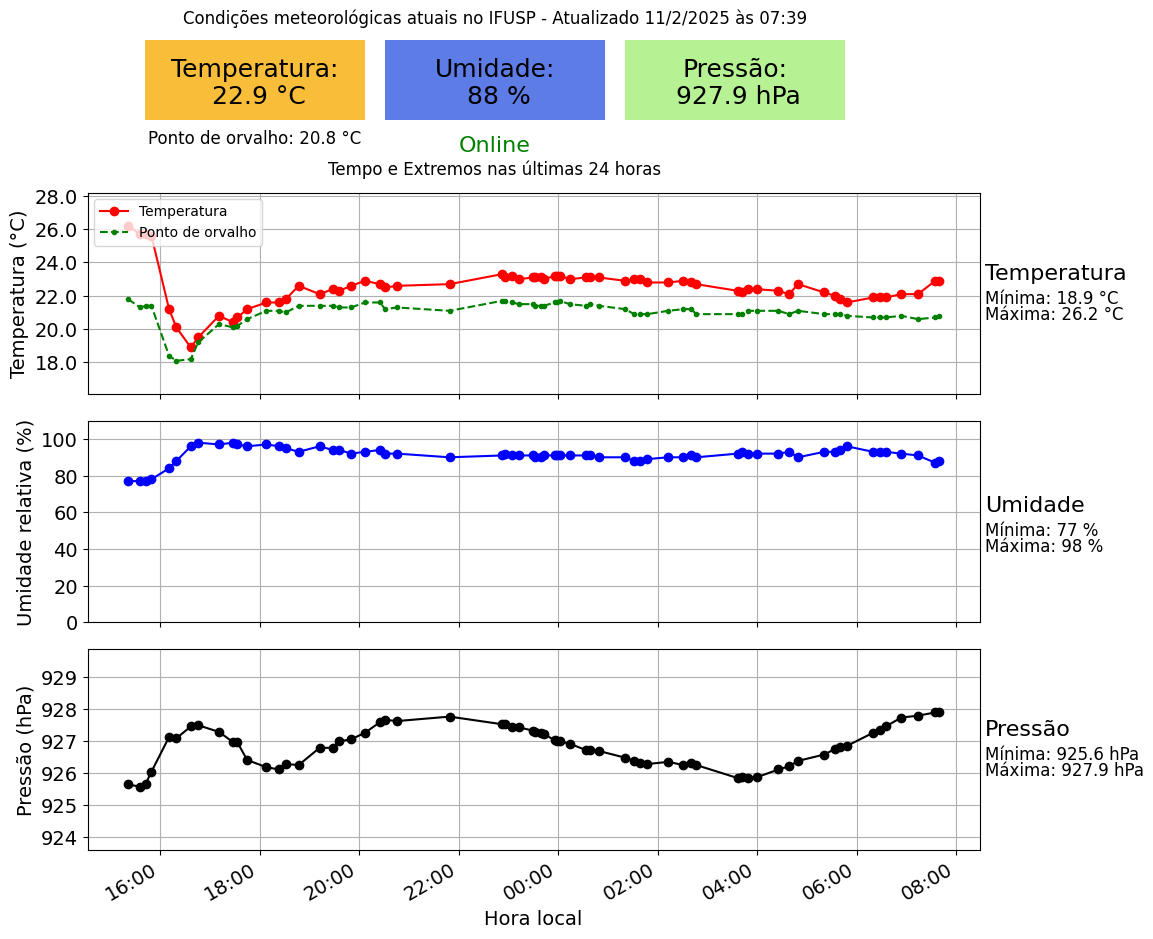 Condições meteorológicas atuais no IFUSP - Atualizado 11/2/2025 às 07:39
Temperatura:
22.9 °C
Umidade:
88 %
Pressão:
927.9 hPa
Ponto de orvalho: 20.8 °C
Online
Tempo e Extremos nas últimas 24 horas
Temperatura (°C)
28.0
26.0
24.0
22.0
20.0
18.0
Temperatura
Ponto de orvalho
Temperatura
Mínima: 18.9 °C
Máxima: 26.2 °C
Umidade relativa (%)
100
80
60
40
20
0
Umidade
Mínima: 77 %
Máxima: 98 %
Pressão (hPa)
929
928
927
926
925
924
Pressão
Mínima: 925.6 hPa
Máxima: 927.9 hPa
16:00
18:00
20:00
22:00
00:00
02:00
04:00
06:00
08:00
Hora local